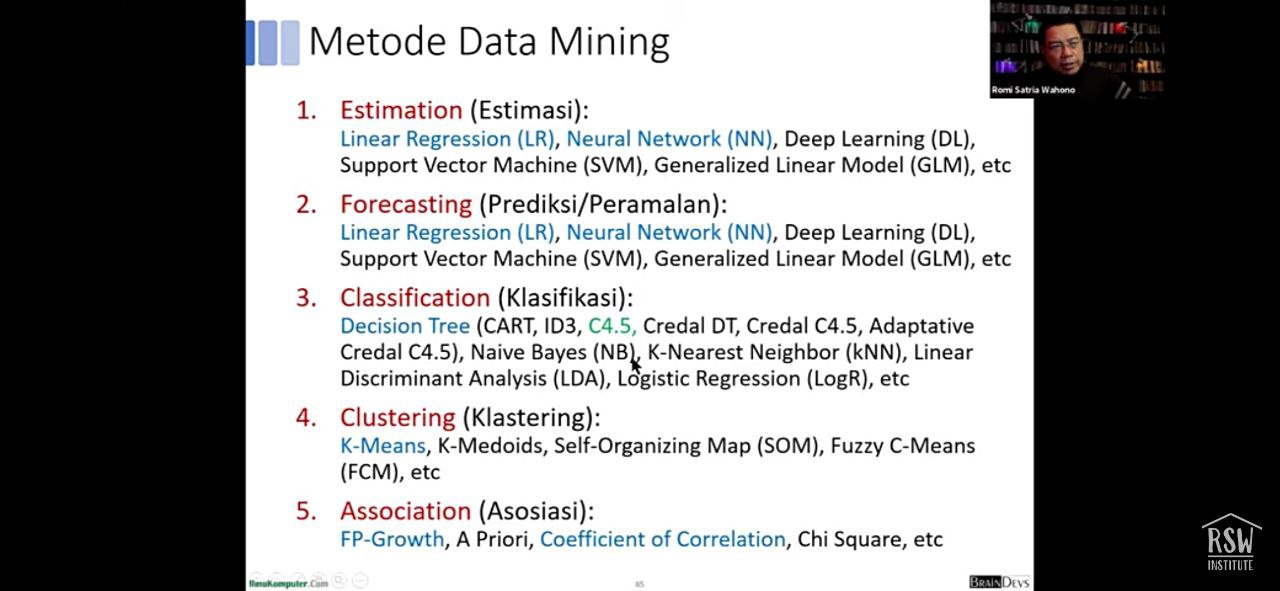 Metode Data Mining
Romi Satria Wahono
1. Estimation (Estimasi):
Linear Regression (LR), Neural Network (NN), Deep Learning (DL),
Support Vector Machine (SVM), Generalized Linear Model (GLM), etc
2. Forecasting (Prediksi/Peramalan):
Linear Regression (LR), Neural Network (NN), Deep Learning (DL),
Support Vector Machine (SVM), Generalized Linear Model (GLM), etc
3. Classification (Klasifikasi):
Decision Tree (CART, ID3, C4.5, Credal DT, Credal C4.5, Adaptative
Credal C4.5), Naive Bayes (NB), K-Nearest Neighbor (kNN), Linear
Discriminant Analysis (LDA), Logistic Regression (LogR), etc
4. Clustering (Klastering):
K-Means, K-Medoids, Self-Organizing Map (SOM), Fuzzy C-Means
(FCM), etc
5. Association (Asosiasi):
FP-Growth, A Priori, Coefficient of Correlation, Chi Square, etc
RSW
INSTITUTE
IlmuKomputer.Com
85
BRAINDEVS